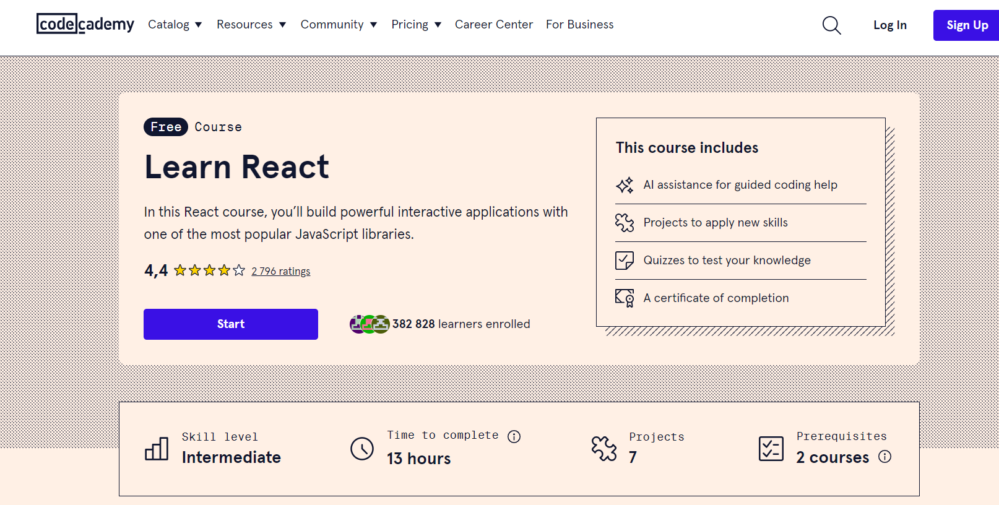 codecademy
Catalog
Resources
Community
Pricing
Career Center
For Business
Log In
Sign Up
Free Course
Learn React
In this React course, you’ll build powerful interactive applications with
one of the most popular JavaScript libraries.
4,4 2 796 ratings
Start
382 828 learners enrolled
This course includes
AI assistance for guided coding help
Projects to apply new skills
Quizzes to test your knowledge
A certificate of completion
Skill level
Intermediate
Time to complete
13 hours
Projects
7
Prerequisites
2 courses